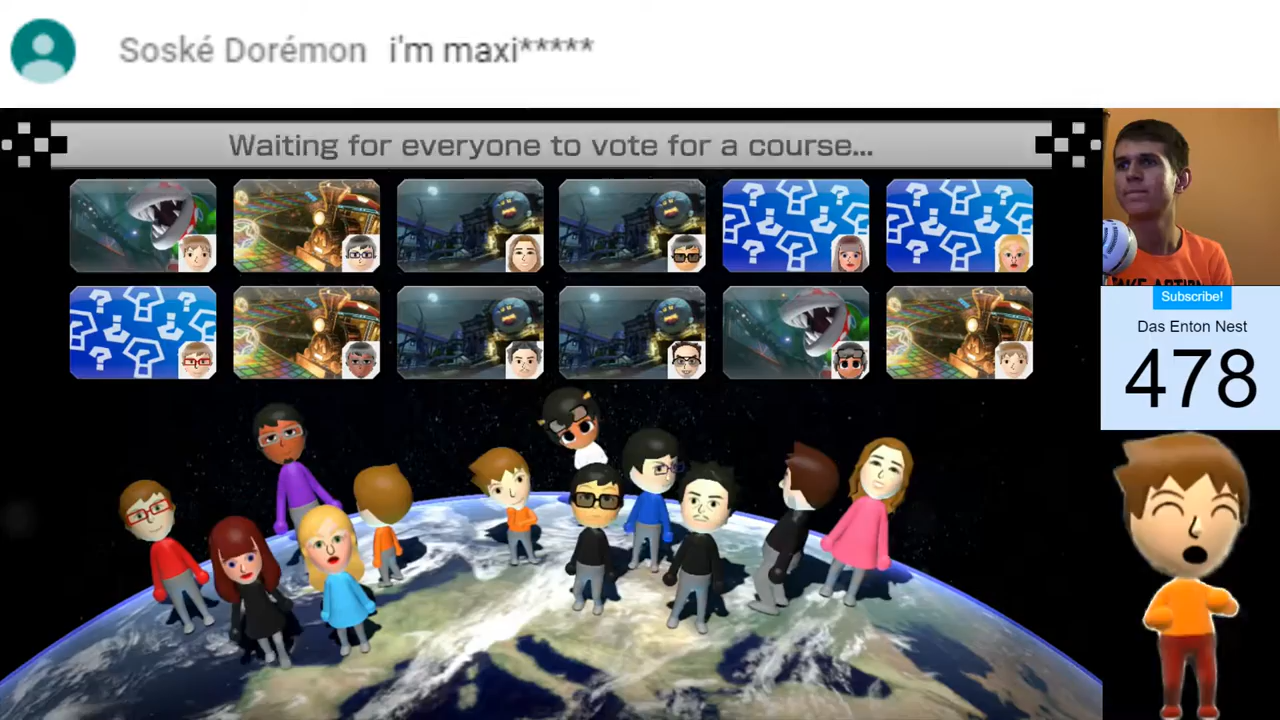 Soské Dorémon i'm maxi*****
Waiting for everyone to vote for a course...
Subscribe!
Das Enton Nest
478